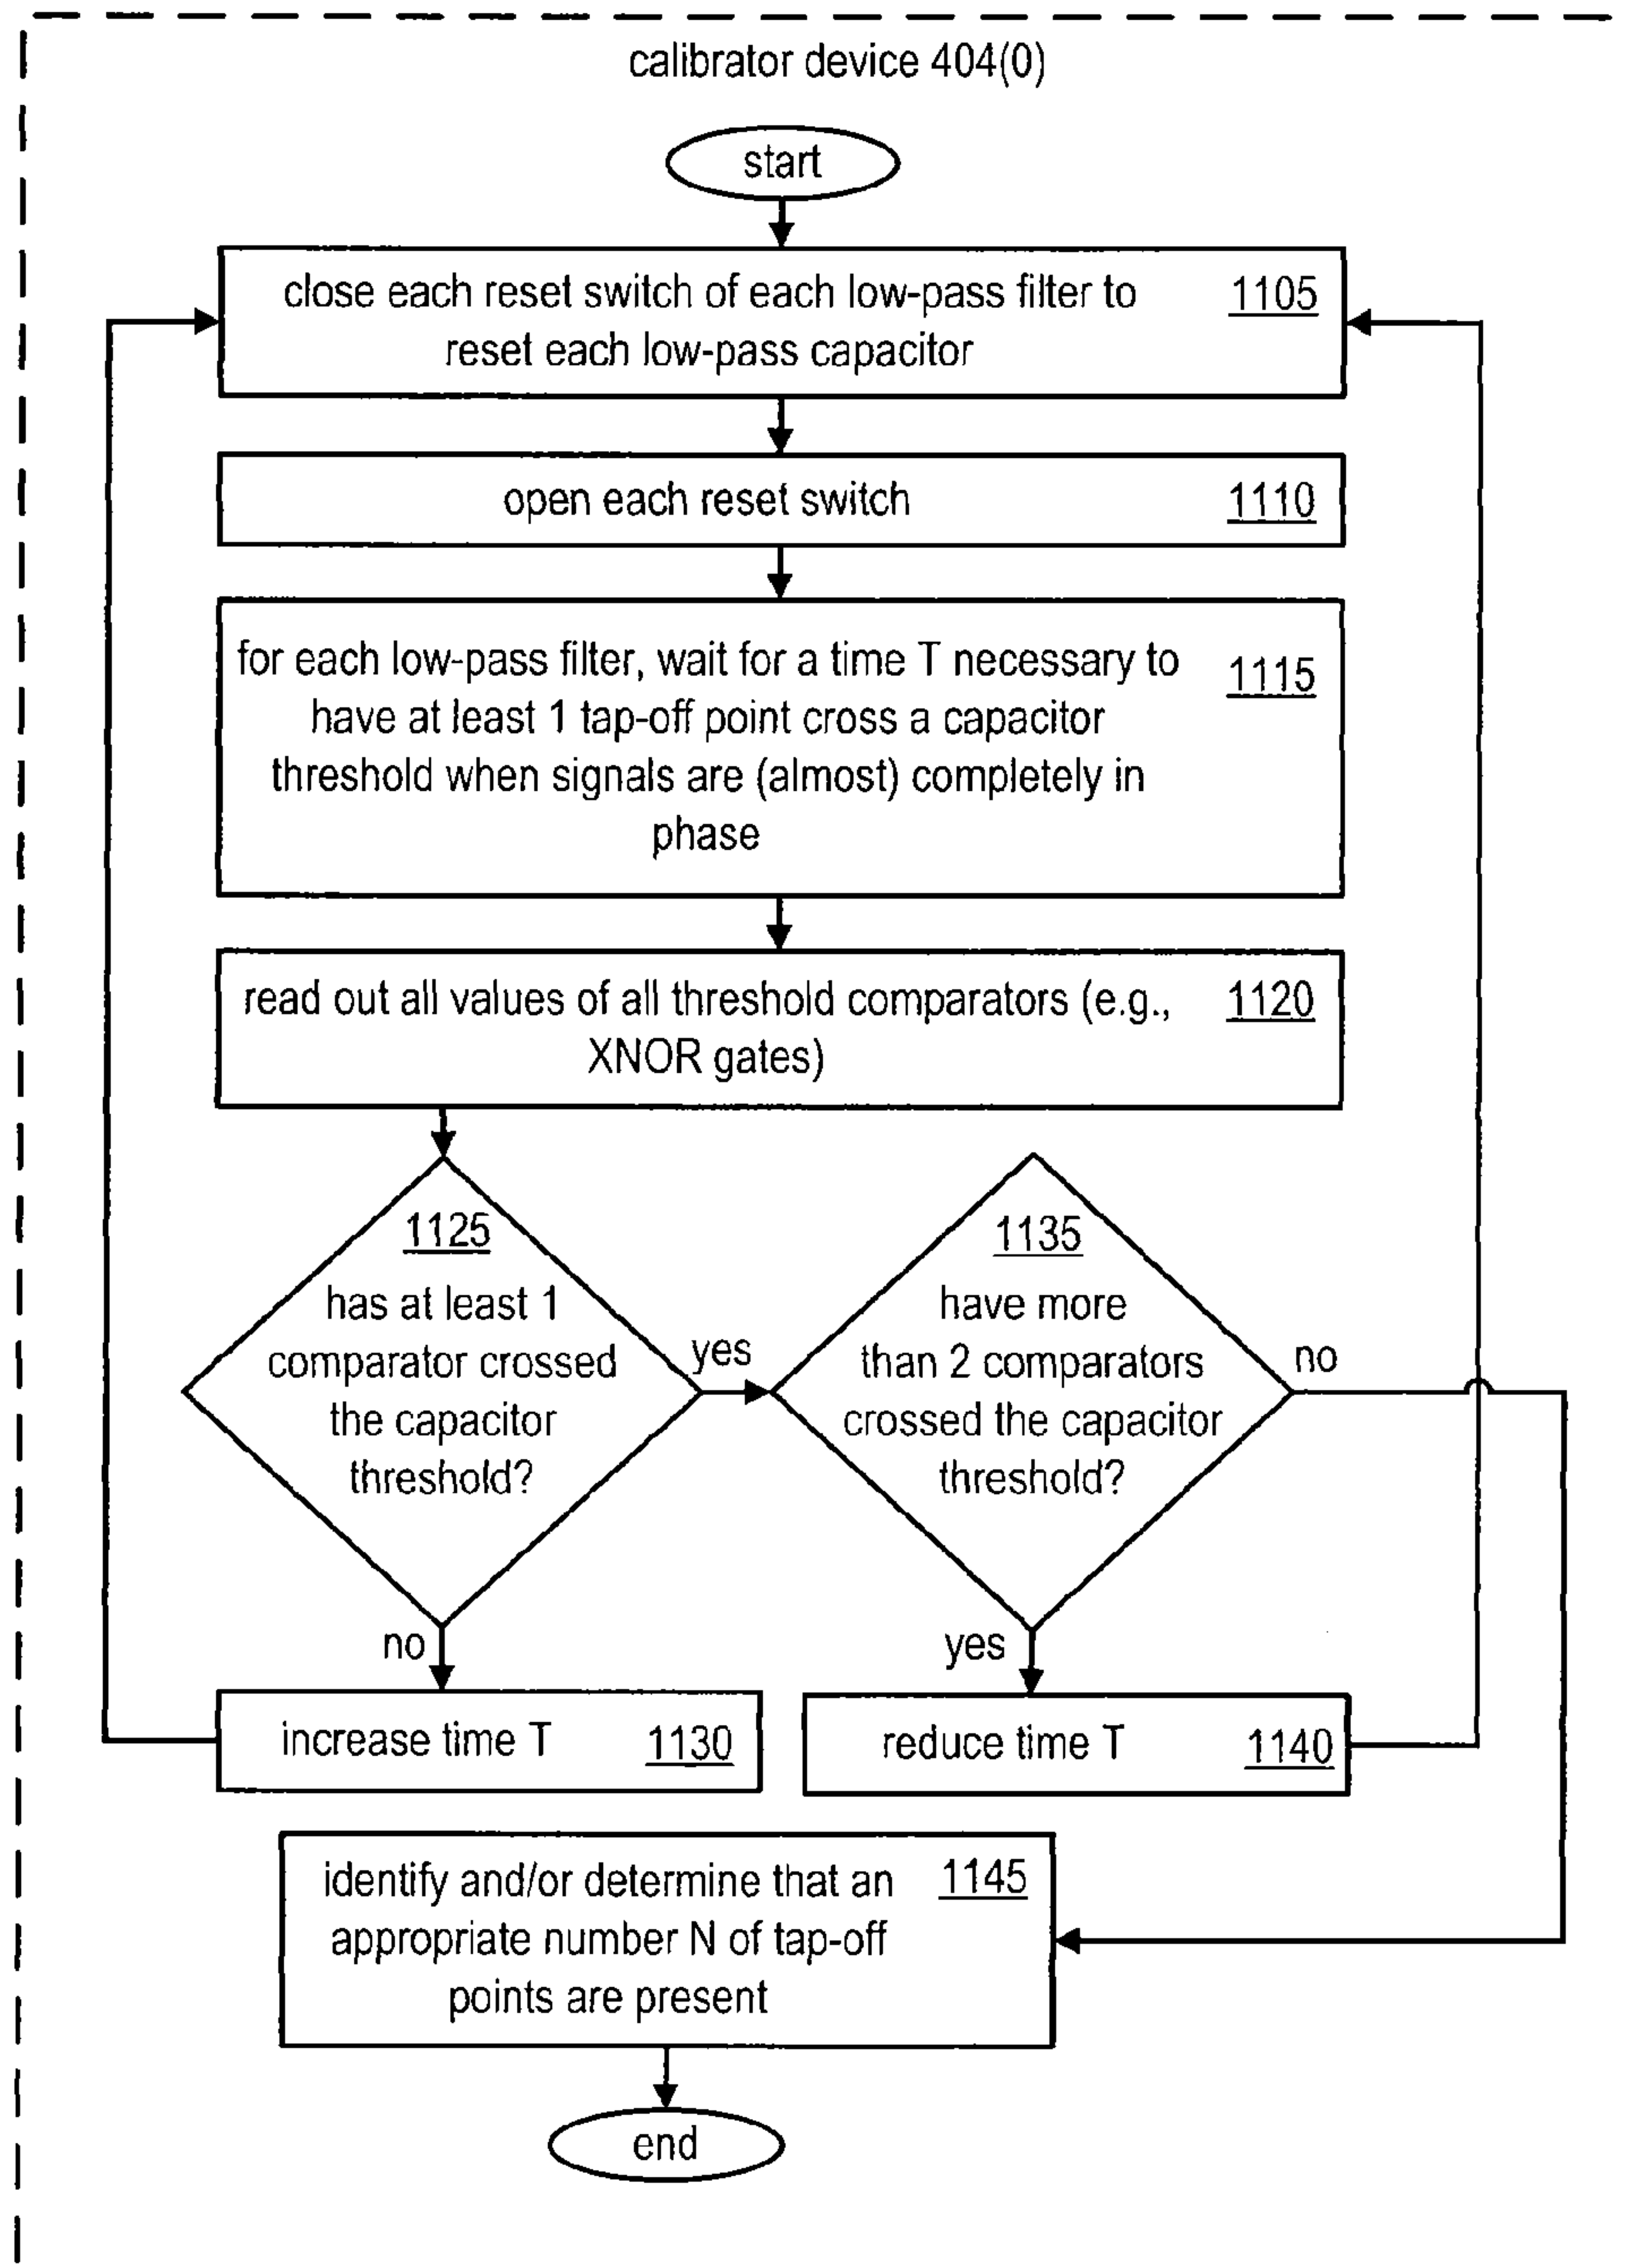 calibrator device 404(0)
start
close each reset switch of each low-pass filter to
reset each low-pass capacitor
1105
open each reset switch
1110
for each low-pass filter, wait for a time T necessary to
have at least 1 tap-off point cross a capacitor
threshold when signals are (almost) completely in
phase
1115
read out all values of all threshold comparators (e.g.,
XNOR gates)
1120
1125
has at least 1
comparator crossed
the capacitor
threshold?
yes
no
1135
have more
than 2 comparators
crossed the capacitor
threshold?
no
yes
increase time T
1130
reduce time T
1140
identify and/or determine that an
appropriate number N of tap-off
points are present
1145
end